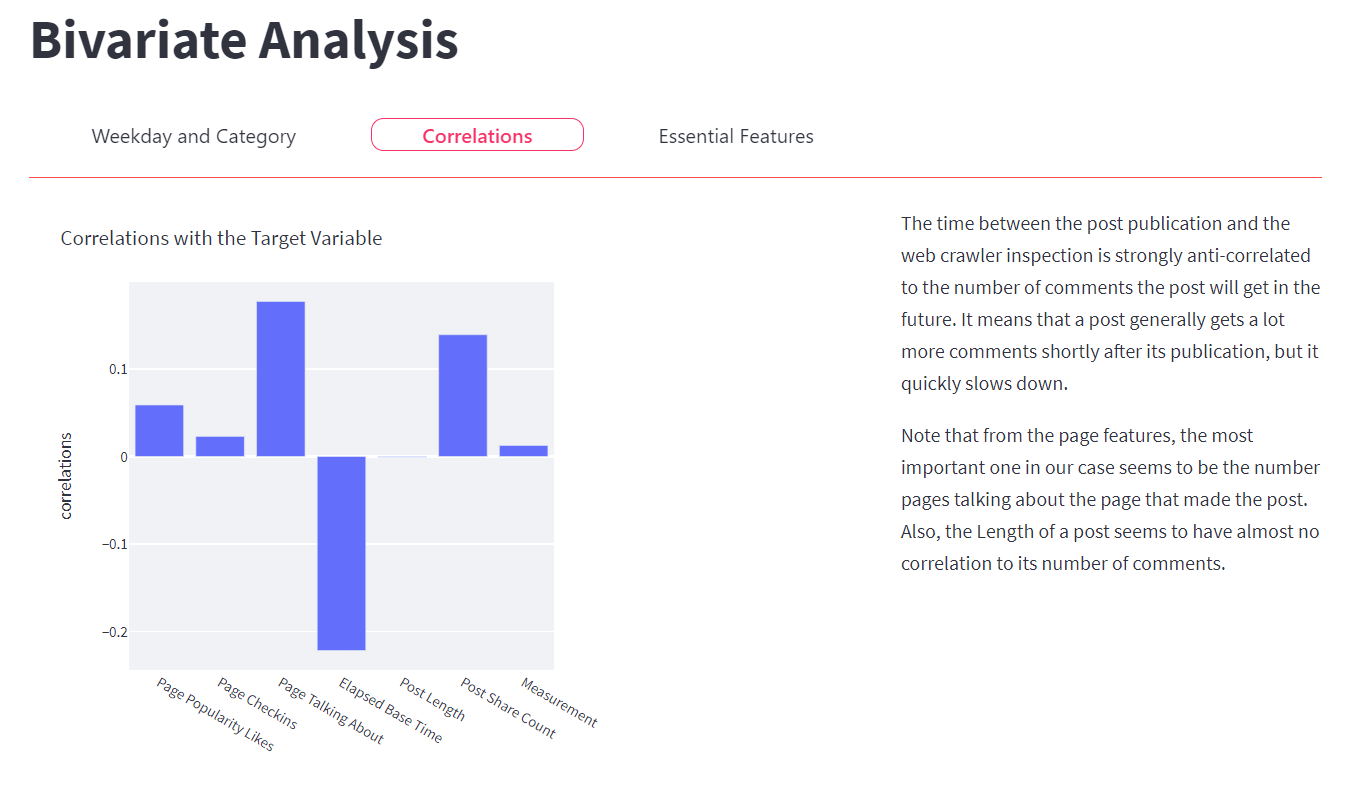 Bivariate Analysis
Weekday and Category
Correlations
Essential Features
Correlations with the Target Variable
0.1
0
−0.1
−0.2
correlations
Page Popularity Likes
Page Checkins
Page Talking About
Elapsed Base Time
Post Length
Post Share Count
Measurement
The time between the post publication and the
web crawler inspection is strongly anti-correlated
to the number of comments the post will get in the
future. It means that a post generally gets a lot
more comments shortly after its publication, but it
quickly slows down.
Note that from the page features, the most
important one in our case seems to be the number
pages talking about the page that made the post.
Also, the Length of a post seems to have almost no
correlation to its number of comments.